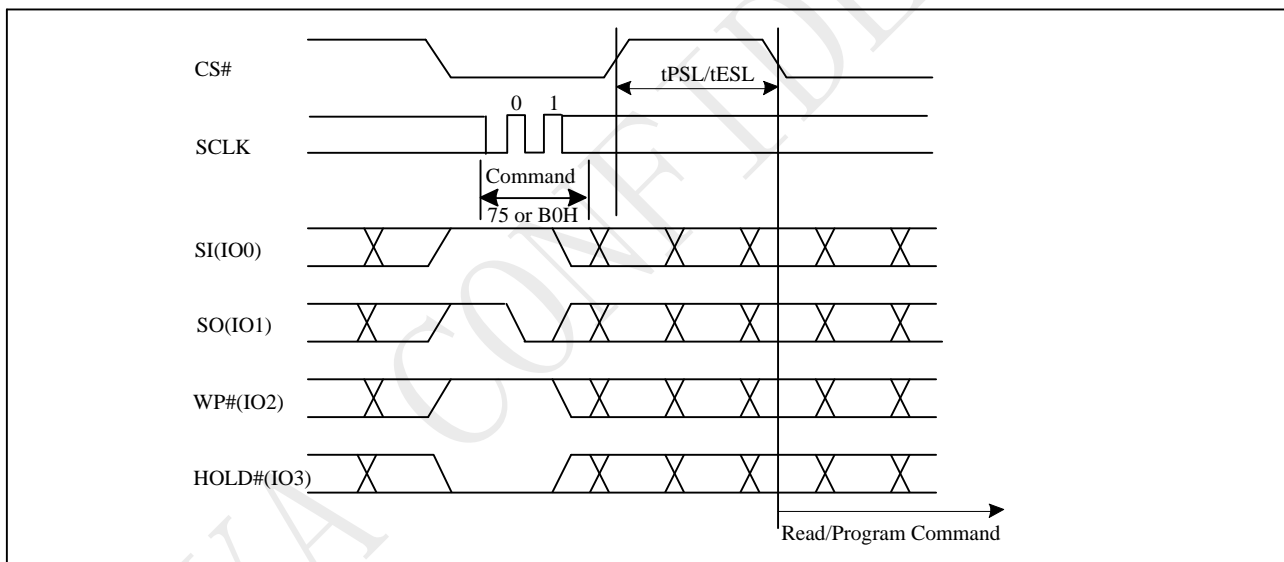 CS#
tPSL/tESL
0 1
SCLK
Command
75 or B0H
SI(IO0)
SO(IO1)
WP#(IO2)
HOLD#(IO3)
Read/Program Command